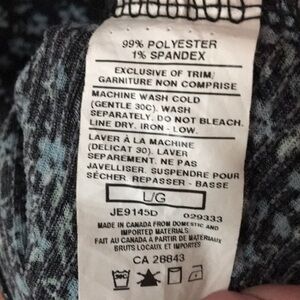 99% POLYESTER
1% SPANDEX
EXCLUSIVE OF TRIM/
GARNITURE NON COMPRISE
MACHINE WASH COLD
(GENTLE 30C). WASH
SEPARATELY. DO NOT BLEACH.
LINE DRY. IRON - LOW.
LAVER À LA MACHINE
(DELICAT 30). LAVER
SEPAREMENT. NE PAS
JAVELLISER. SUSPENDRE POUR
SÉCHER. REPASSER - BASSE
L/G
JE9145D 029333
MADE IN CANADA FROM DOMESTIC AND
IMPORTED MATERIALS
FAIT AU CANADA A PARTIR DE MATERIAUX
BRUTS LOCAUX ET IMPORTES
CA 28843